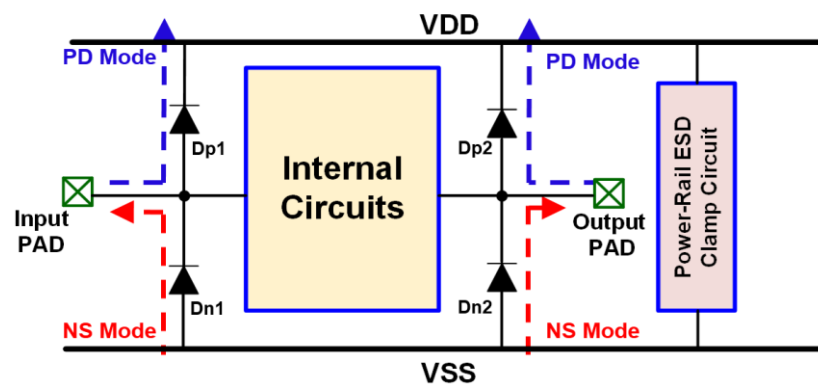 VDD
PD Mode
PD Mode
Dp1
Dp2
Internal
Circuits
Power-Rail ESD
Clamp Circuit
Input
PAD
Output
PAD
Dn1
Dn2
NS Mode
NS Mode
VSS